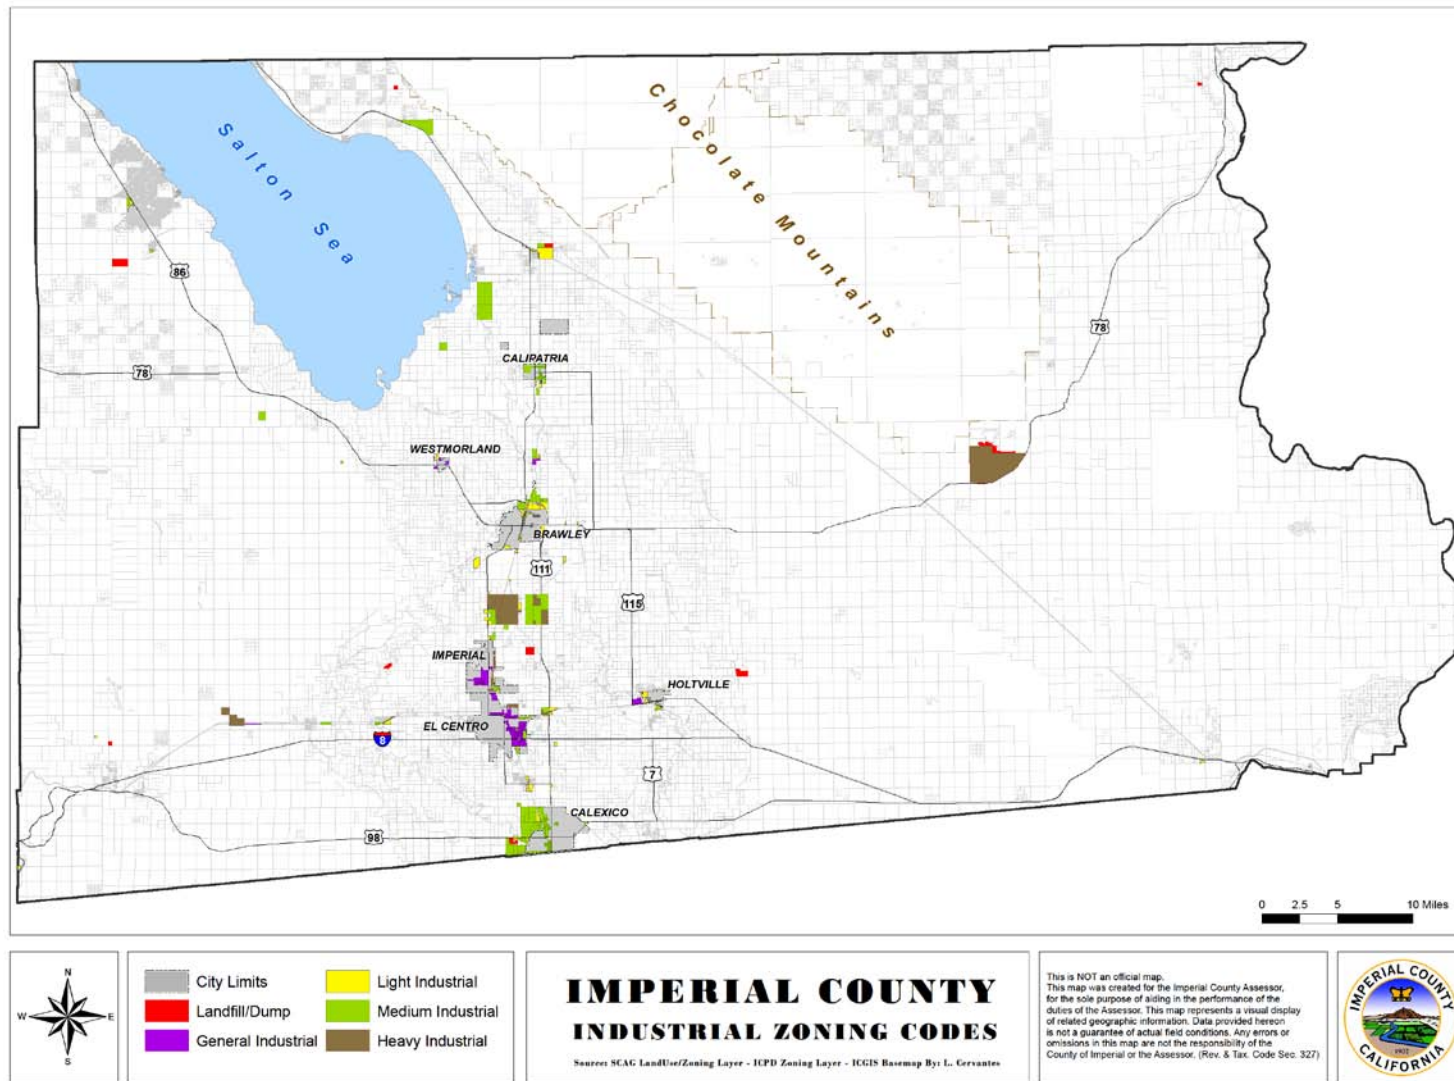 Chocolate Mountains
Salton Sea
86
78
78
CALIPATRIA
WESTMORLAND
BRAWLEY
111
115
IMPERIAL
HOLTVILLE
EL CENTRO
8
7
CALEXICO
98
0 2.5 5 10 Miles
N
W E
S
City Limits
Landfill/Dump
General Industrial
Light Industrial
Medium Industrial
Heavy Industrial
IMPERIAL COUNTY
INDUSTRIAL ZONING CODES
Source: SCAG LandUse/Zoning Layer - ICPD Zoning Layer - ICGIS Basemap By: L. Cervantes
This is NOT an official map.
This map was created for the Imperial County Assessor,
for the sole purpose of aiding in the performance of the
duties of the Assessor. This map represents a visual display
of related geographic information. Data provided hereon
is not a guarantee of actual field conditions. Any errors or
omissions in this map are not the responsibility of the
County of Imperial or the Assessor. (Rev. & Tax. Code Sec. 327)
IMPERIAL COUNTY
1907
CALIFORNIA